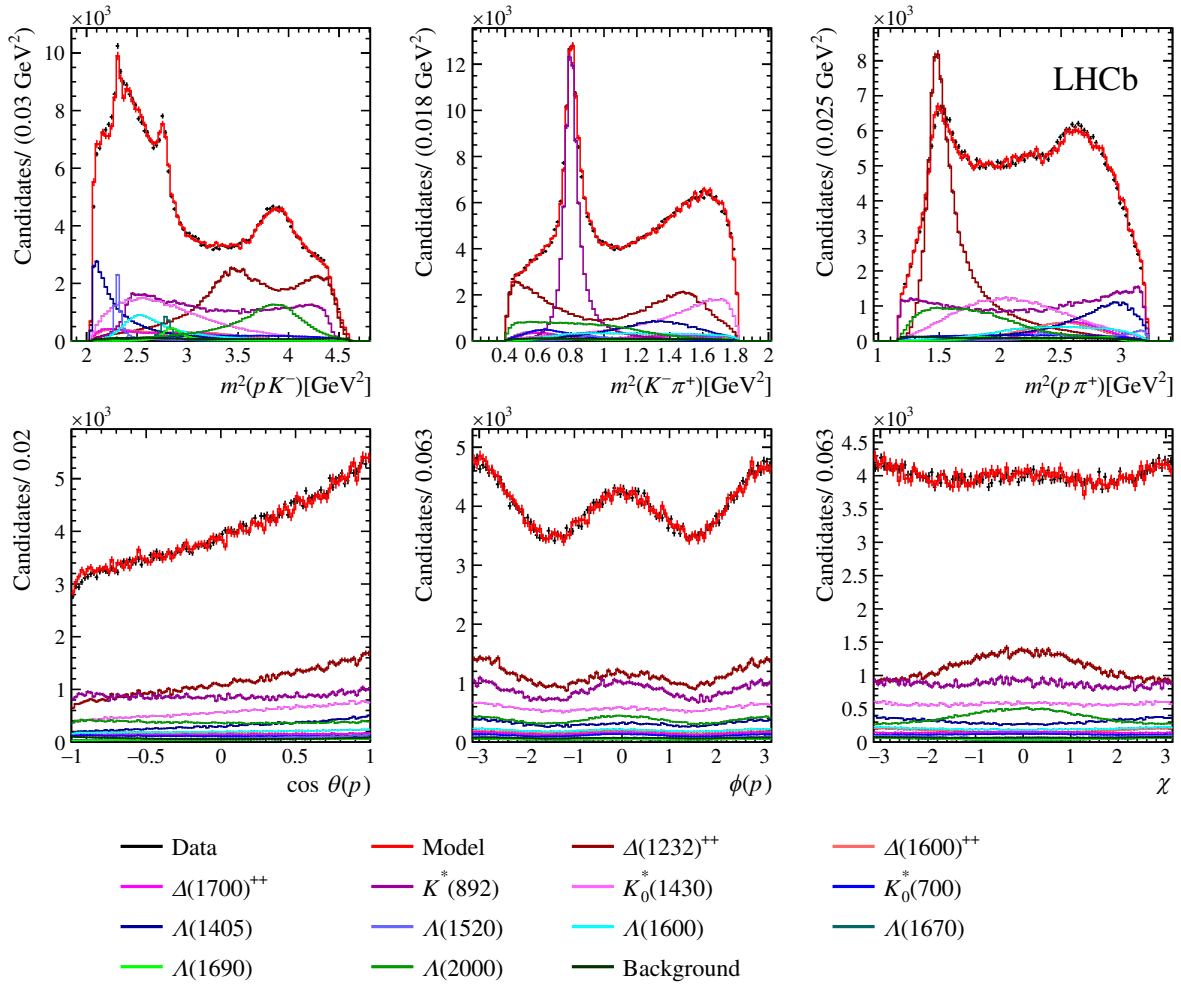 ×10³ ×10³ ×10³
Candidates/ (0.03 GeV²)
10
8
6
4
2
0
2 2.5 3 3.5 4 4.5
m²(p K⁻)[GeV²]
Candidates/ (0.018 GeV²)
12
10
8
6
4
2
0
0.4 0.6 0.8 1 1.2 1.4 1.6 1.8 2
m²(K⁻π⁺)[GeV²]
Candidates/ (0.025 GeV²)
LHCb
9
8
7
6
5
4
3
2
1
0
1 1.5 2 2.5 3
m²(p π⁺)[GeV²]
×10³ ×10³ ×10³
Candidates/ 0.02
5
4
3
2
1
0
−1 −0.5 0 0.5 1
cos θ(p)
Candidates/ 0.063
5
4
3
2
1
0
−3 −2 −1 0 1 2 3
ϕ(p)
Candidates/ 0.063
4.5
4
3.5
3
2.5
2
1.5
1
0.5
0
−3 −2 −1 0 1 2 3
χ
Data Model Δ(1232)⁺⁺ Δ(1600)⁺⁺
Δ(1700)⁺⁺ K*(892) K*₀(1430) K*₀(700)
Λ(1405) Λ(1520) Λ(1600) Λ(1670)
Λ(1690) Λ(2000) Background